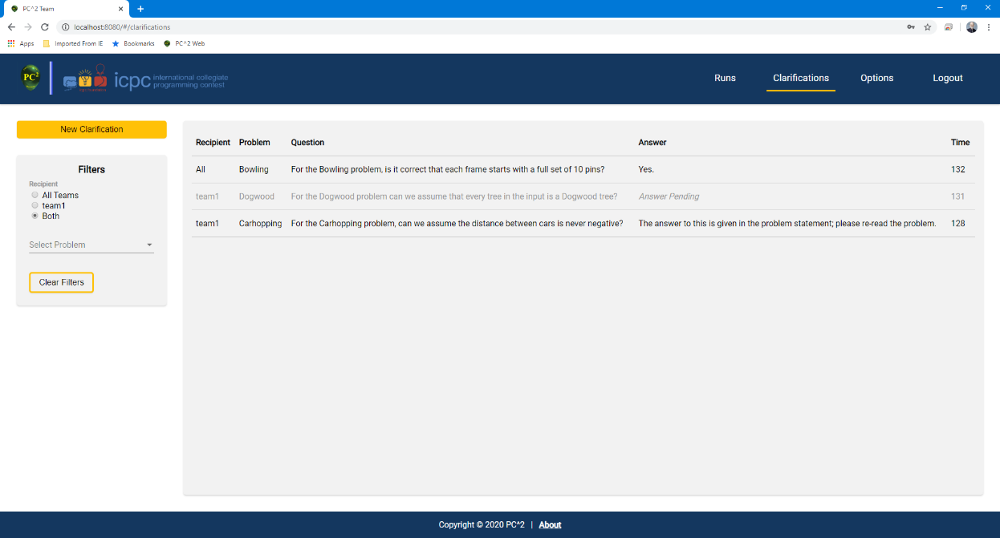 PC^2 Team
localhost:8080/#/clarifications
Apps Imported From IE Bookmarks PC^2 Web
PC² icpc international collegiate programming contest
Runs Clarifications Options Logout
New Clarification
Filters
Recipient
All Teams
team1
Both
Select Problem
Clear Filters
Recipient Problem Question Answer Time
All Bowling For the Bowling problem, is it correct that each frame starts with a full set of 10 pins? Yes. 132
team1 Dogwood For the Dogwood problem can we assume that every tree in the input is a Dogwood tree? Answer Pending 131
team1 Carhopping For the Carhopping problem, can we assume the distance between cars is never negative? The answer to this is given in the problem statement; please re-read the problem. 128
Copyright © 2020 PC^2 | About